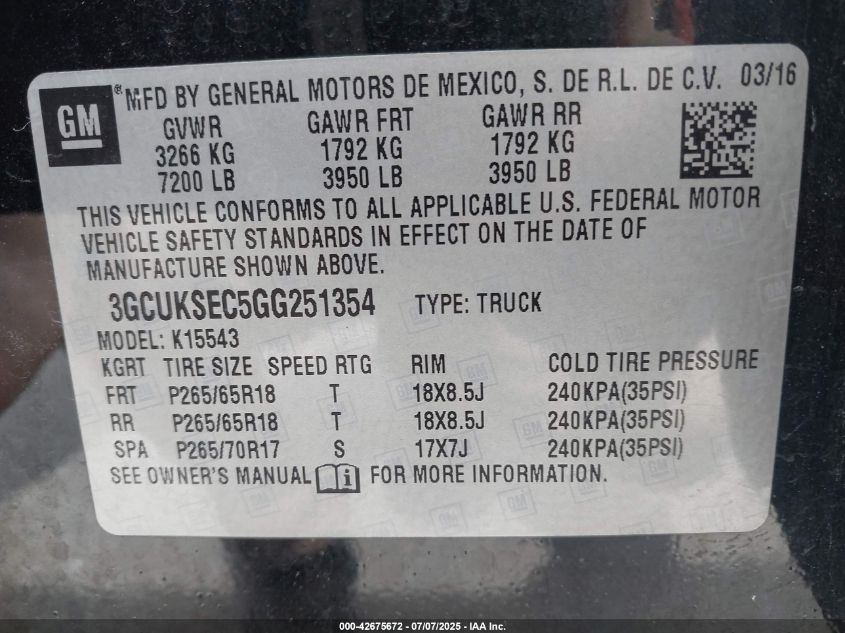 GM ® MFD BY GENERAL MOTORS DE MEXICO, S. DE R.L. DE C.V. 03/16
GVWR GAWR FRT GAWR RR
3266 KG 1792 KG 1792 KG
7200 LB 3950 LB 3950 LB
THIS VEHICLE CONFORMS TO ALL APPLICABLE U.S. FEDERAL MOTOR
VEHICLE SAFETY STANDARDS IN EFFECT ON THE DATE OF
MANUFACTURE SHOWN ABOVE.
3GCUKSEC5GG251354 TYPE: TRUCK
MODEL: K15543
KGRT TIRE SIZE SPEED RTG RIM COLD TIRE PRESSURE
FRT P265/65R18 T 18X8.5J 240KPA(35PSI)
RR P265/65R18 T 18X8.5J 240KPA(35PSI)
SPA P265/70R17 S 17X7J 240KPA(35PSI)
SEE OWNER'S MANUAL i FOR MORE INFORMATION.
000-42675672 / 07/07/2025 - IAA Inc.